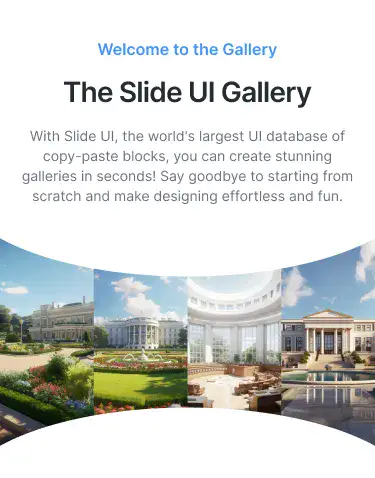 Welcome to the Gallery
The Slide UI Gallery
With Slide UI, the world's largest UI database of
copy-paste blocks, you can create stunning
galleries in seconds! Say goodbye to starting from
scratch and make designing effortless and fun.